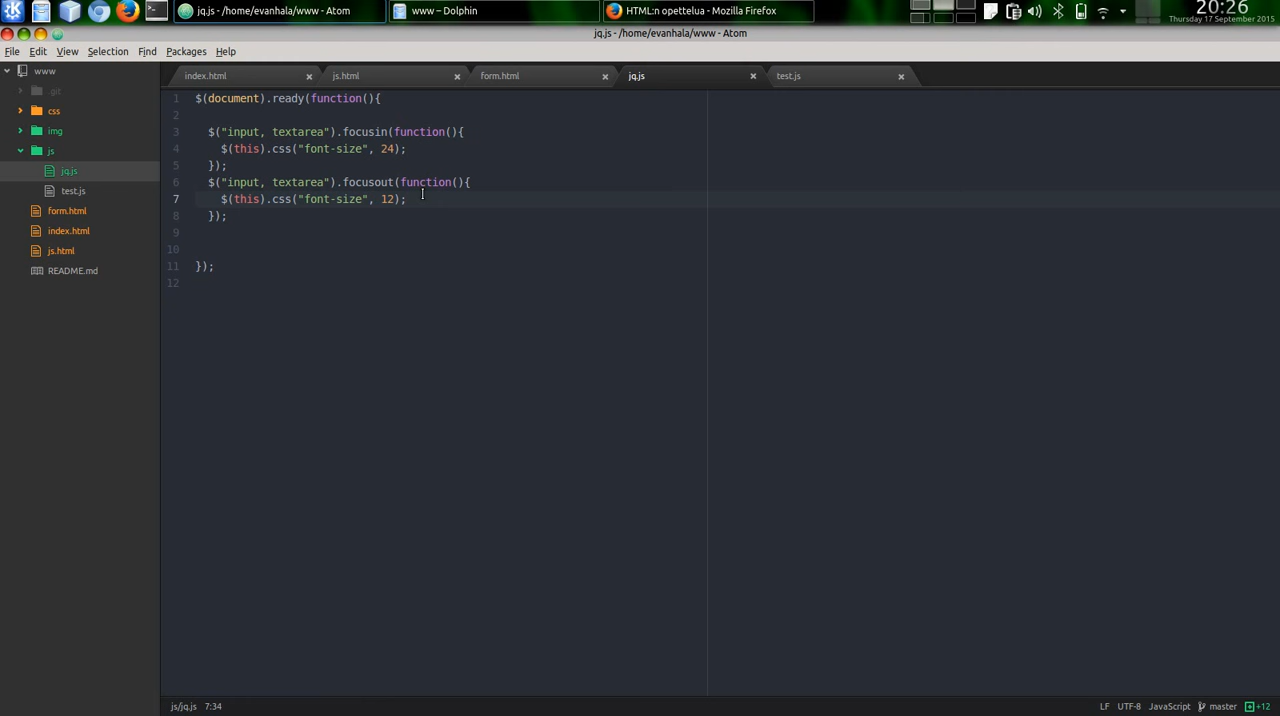 jq.js - /home/evanhala/www - Atom
www – Dolphin
HTML:n opettelua - Mozilla Firefox
20:26
Thursday 17 September 2015
jq.js - /home/evanhala/www - Atom
File Edit View Selection Find Packages Help
www
.git
css
img
js
jq.js
test.js
form.html
index.html
js.html
README.md
index.html
js.html
form.html
jq.js
test.js
1 $(document).ready(function(){
2
3 $("input, textarea").focusin(function(){
4 $(this).css("font-size", 24);
5 });
6 $("input, textarea").focusout(function(){
7 $(this).css("font-size", 12);
8 });
9
10
11 });
12
js/jq.js 7:34
LF UTF-8 JavaScript master +12